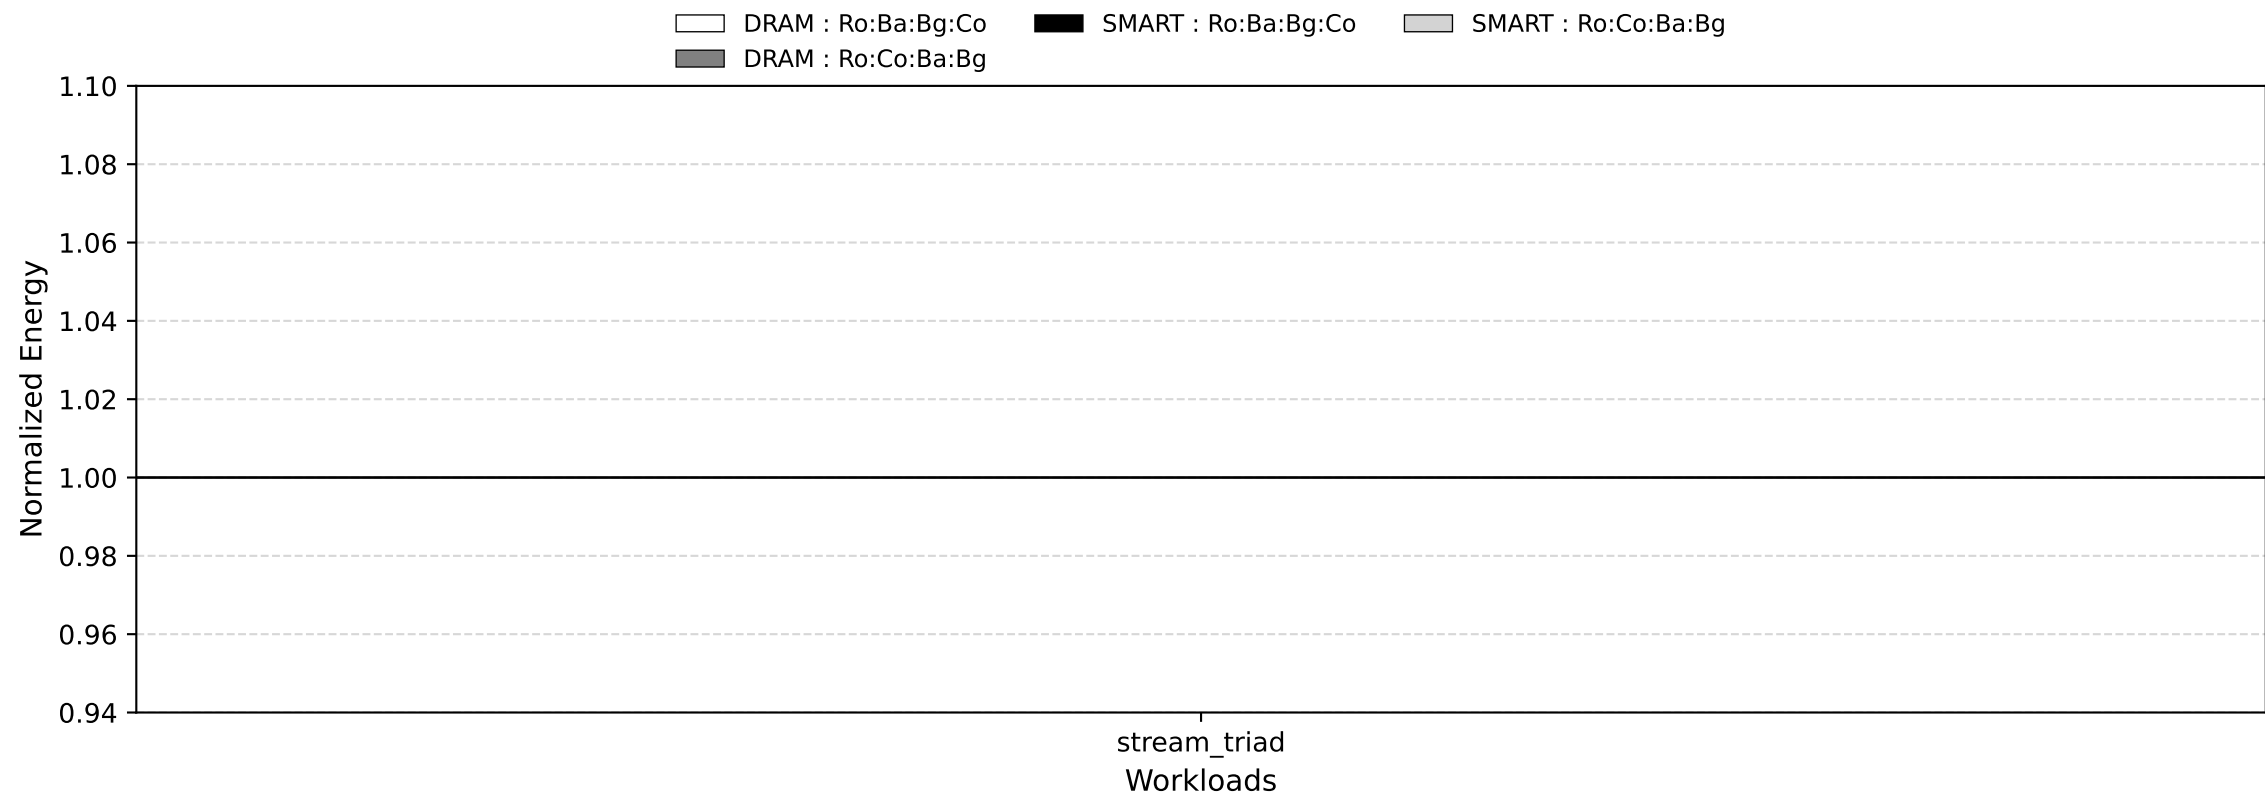 DRAM : Ro:Ba:Bg:Co
DRAM : Ro:Co:Ba:Bg
SMART : Ro:Ba:Bg:Co
SMART : Ro:Co:Ba:Bg
Normalized Energy
1.10
1.08
1.06
1.04
1.02
1.00
0.98
0.96
0.94
stream_triad
Workloads